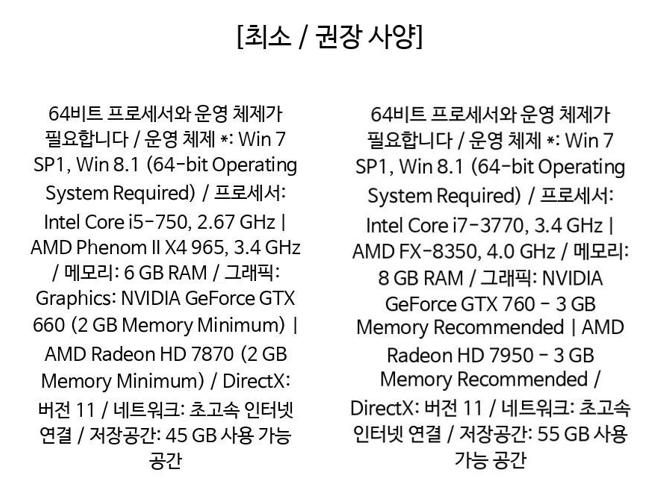 [최소 / 권장 사양]
64비트 프로세서와 운영 체제가
필요합니다 / 운영 체제 *: Win 7
SP1, Win 8.1 (64-bit Operating
System Required) / 프로세서:
Intel Core i5-750, 2.67 GHz |
AMD Phenom II X4 965, 3.4 GHz
/ 메모리: 6 GB RAM / 그래픽:
Graphics: NVIDIA GeForce GTX
660 (2 GB Memory Minimum) |
AMD Radeon HD 7870 (2 GB
Memory Minimum) / DirectX:
버전 11 / 네트워크: 초고속 인터넷
연결 / 저장공간: 45 GB 사용 가능
공간
64비트 프로세서와 운영 체제가
필요합니다 / 운영 체제 *: Win 7
SP1, Win 8.1 (64-bit Operating
System Required) / 프로세서:
Intel Core i7-3770, 3.4 GHz |
AMD FX-8350, 4.0 GHz / 메모리:
8 GB RAM / 그래픽: NVIDIA
GeForce GTX 760 - 3 GB
Memory Recommended | AMD
Radeon HD 7950 - 3 GB
Memory Recommended /
DirectX: 버전 11 / 네트워크: 초고속
인터넷 연결 / 저장공간: 55 GB 사용
가능 공간